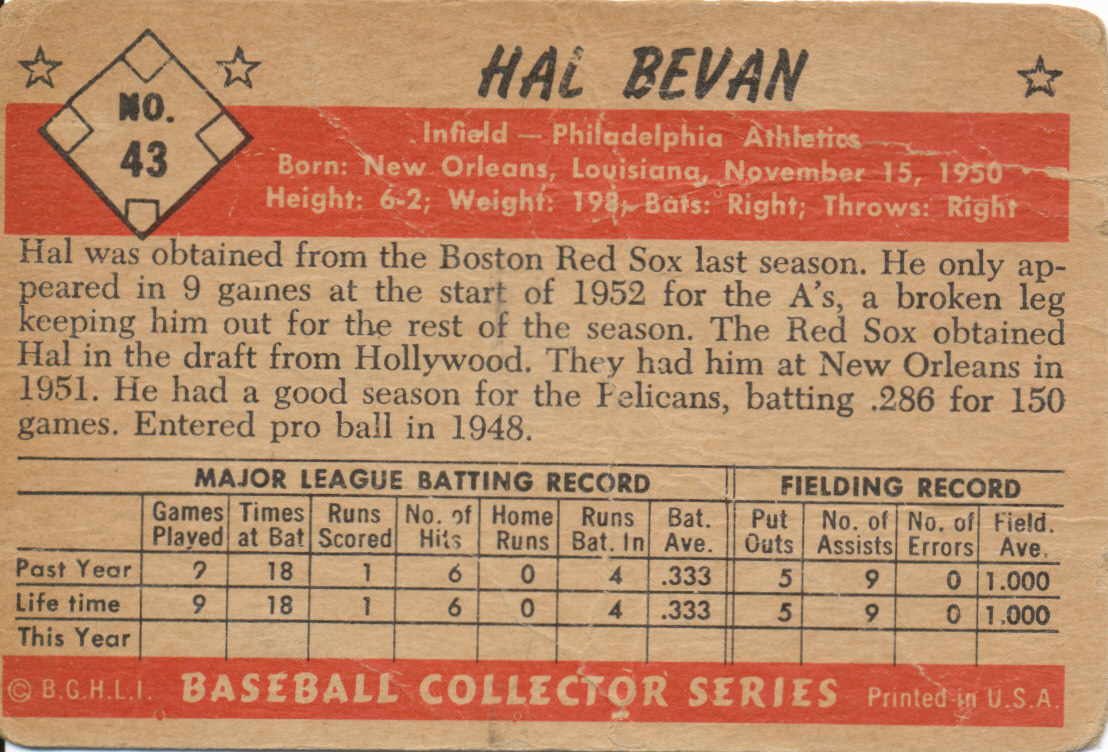 HAL BEVAN
NO.
43
Infield — Philadelphia Athletics
Born: New Orleans, Louisiana, November 15, 1950
Height: 6-2; Weight: 198; Bats: Right; Throws: Right
Hal was obtained from the Boston Red Sox last season. He only ap-
peared in 9 games at the start of 1952 for the A's, a broken leg
keeping him out for the rest of the season. The Red Sox obtained
Hal in the draft from Hollywood. They had him at New Orleans in
1951. He had a good season for the Pelicans, batting .286 for 150
games. Entered pro ball in 1948.
MAJOR LEAGUE BATTING RECORD FIELDING RECORD
Games Times Runs No. of Home Runs Bat. Put No. of No. of Field.
Played at Bat Scored Hits Runs Bat. In Ave. Outs Assists Errors Ave.
Past Year 9 18 1 6 0 4 .333 5 9 0 1.000
Life time 9 18 1 6 0 4 .333 5 9 0 1.000
This Year
© B.G.H.L.I. BASEBALL COLLECTOR SERIES Printed in U.S.A.